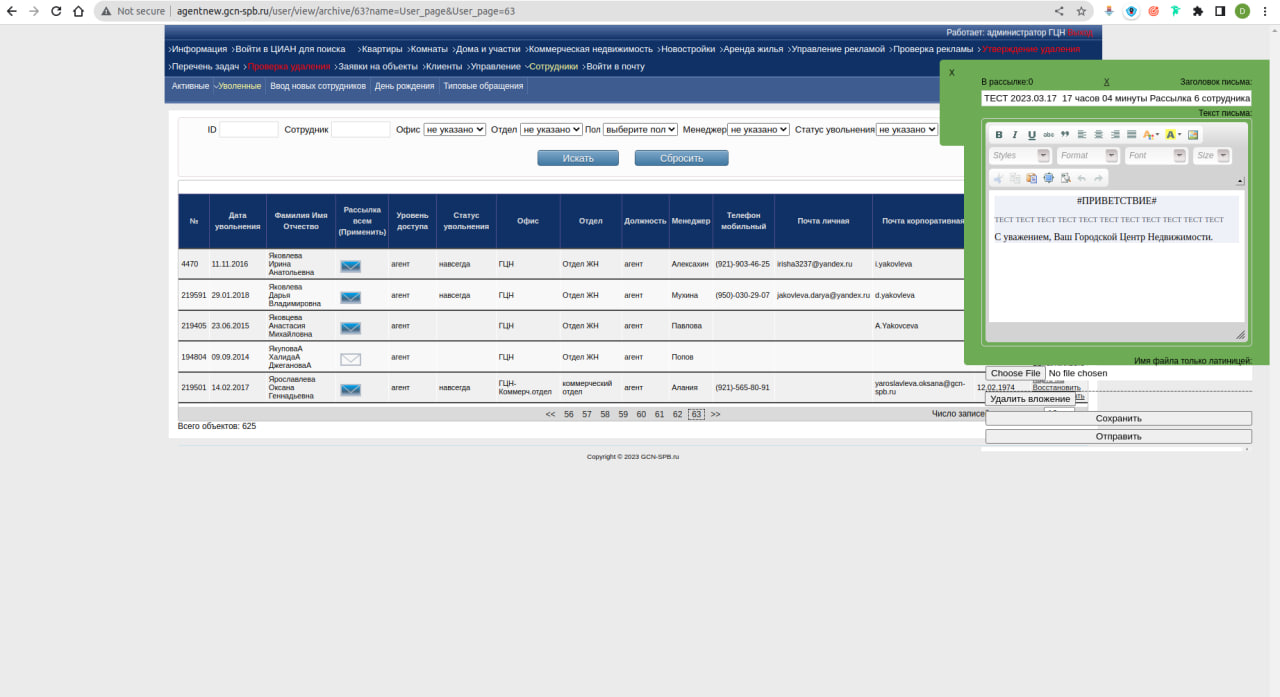 Not secure | agentnew.gcn-spb.ru/user/view/archive/63?name=User_page&User_page=63
D
Работает: администратор ГЦН
›Информация ›Войти в ЦИАН для поиска ›Квартиры ›Комнаты ›Дома и участки ›Коммерческая недвижимость ›Новостройки ›Аренда жилья ›Управление рекламой ›Проверка рекламы ›Утверждение удаления
›Перечень задач ›Проверка удаления ›Заявки на объекты ›Клиенты ›Управление Сотрудники ›Войти в почту
Активные Уволенные Ввод новых сотрудников День рождения Типовые обращения
ID Сотрудник Офис не указано Отдел не указано Пол выберите пол Менеджер не указано Статус увольнения не указано
Искать Сбросить
№ Дата увольнения Фамилия Имя Отчество Рассылка всем (Применить) Уровень доступа Статус увольнения Офис Отдел Должность Менеджер Телефон мобильный Почта личная Почта корпоративная
4470 11.11.2016 Яковлева Ирина Анатольевна агент навсегда ГЦН Отдел ЖН агент Алексахин (921)-903-46-25 irisha3237@yandex.ru i.yakovleva
219591 29.01.2018 Яковлева Дарья Владимировна агент навсегда ГЦН Отдел ЖН агент Мухина (950)-030-29-07 jakovleva.darya@yandex.ru d.yakovleva
219405 23.06.2015 Яковцева Анастасия Михайловна агент ГЦН Отдел ЖН агент Павлова A.Yakovceva
194804 09.09.2014 ЯкуповаА ХалидаА ДжегановаА агент ГЦН Отдел ЖН агент Попов
219501 14.02.2017 Ярославлева Оксана Геннадьевна агент навсегда ГЦН-Коммерч.отдел коммерческий отдел агент Алания (921)-565-80-91 yaroslavleva.oksana@gcn-spb.ru 12.02.1974 Восстановить
<< 56 57 58 59 60 61 62 63 >>
Число записе
Всего объектов: 625
Copyright © 2023 GCN-SPB.ru
X
В рассылке:0 X Заголовок письма:
ТЕСТ 2023.03.17 17 часов 04 минуты Рассылка 6 сотрудника
Текст письма:
B I U abc
Styles Format Font Size
#ПРИВЕТСТВИЕ#
ТЕСТ ТЕСТ ТЕСТ ТЕСТ ТЕСТ ТЕСТ ТЕСТ ТЕСТ ТЕСТ ТЕСТ ТЕСТ
С уважением, Ваш Городской Центр Недвижимости.
Имя файла только латиницей:
Choose File No file chosen
Удалить вложение
Сохранить
Отправить